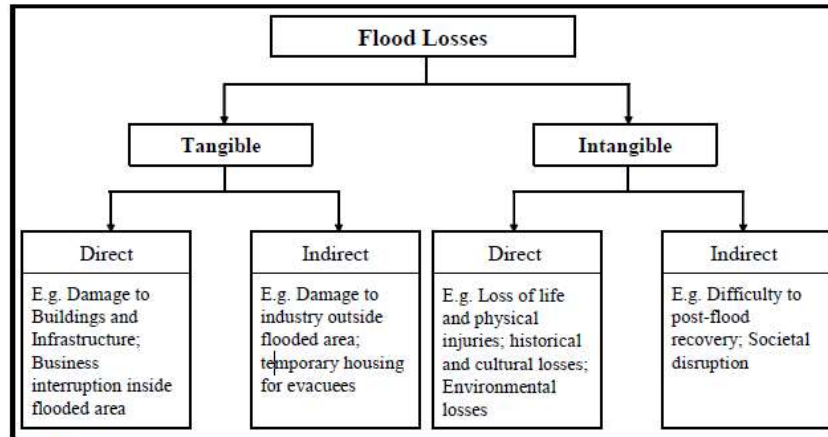 Flood Losses
Tangible
Intangible
Direct
E.g. Damage to
Buildings and
Infrastructure;
Business
interruption inside
flooded area
Indirect
E.g. Damage to
industry outside
flooded area;
temporary housing
for evacuees
Direct
E.g. Loss of life
and physical
injuries; historical
and cultural losses;
Environmental
losses
Indirect
E.g. Difficulty to
post-flood
recovery; Societal
disruption